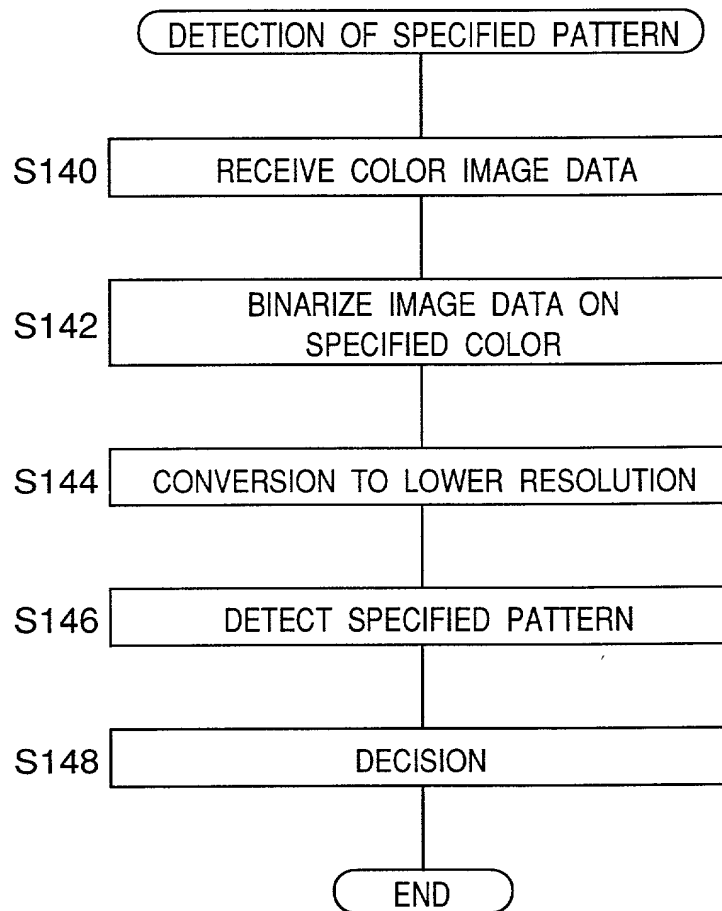 DETECTION OF SPECIFIED PATTERN
S140 RECEIVE COLOR IMAGE DATA
S142 BINARIZE IMAGE DATA ON
SPECIFIED COLOR
S144 CONVERSION TO LOWER RESOLUTION
S146 DETECT SPECIFIED PATTERN
S148 DECISION
END